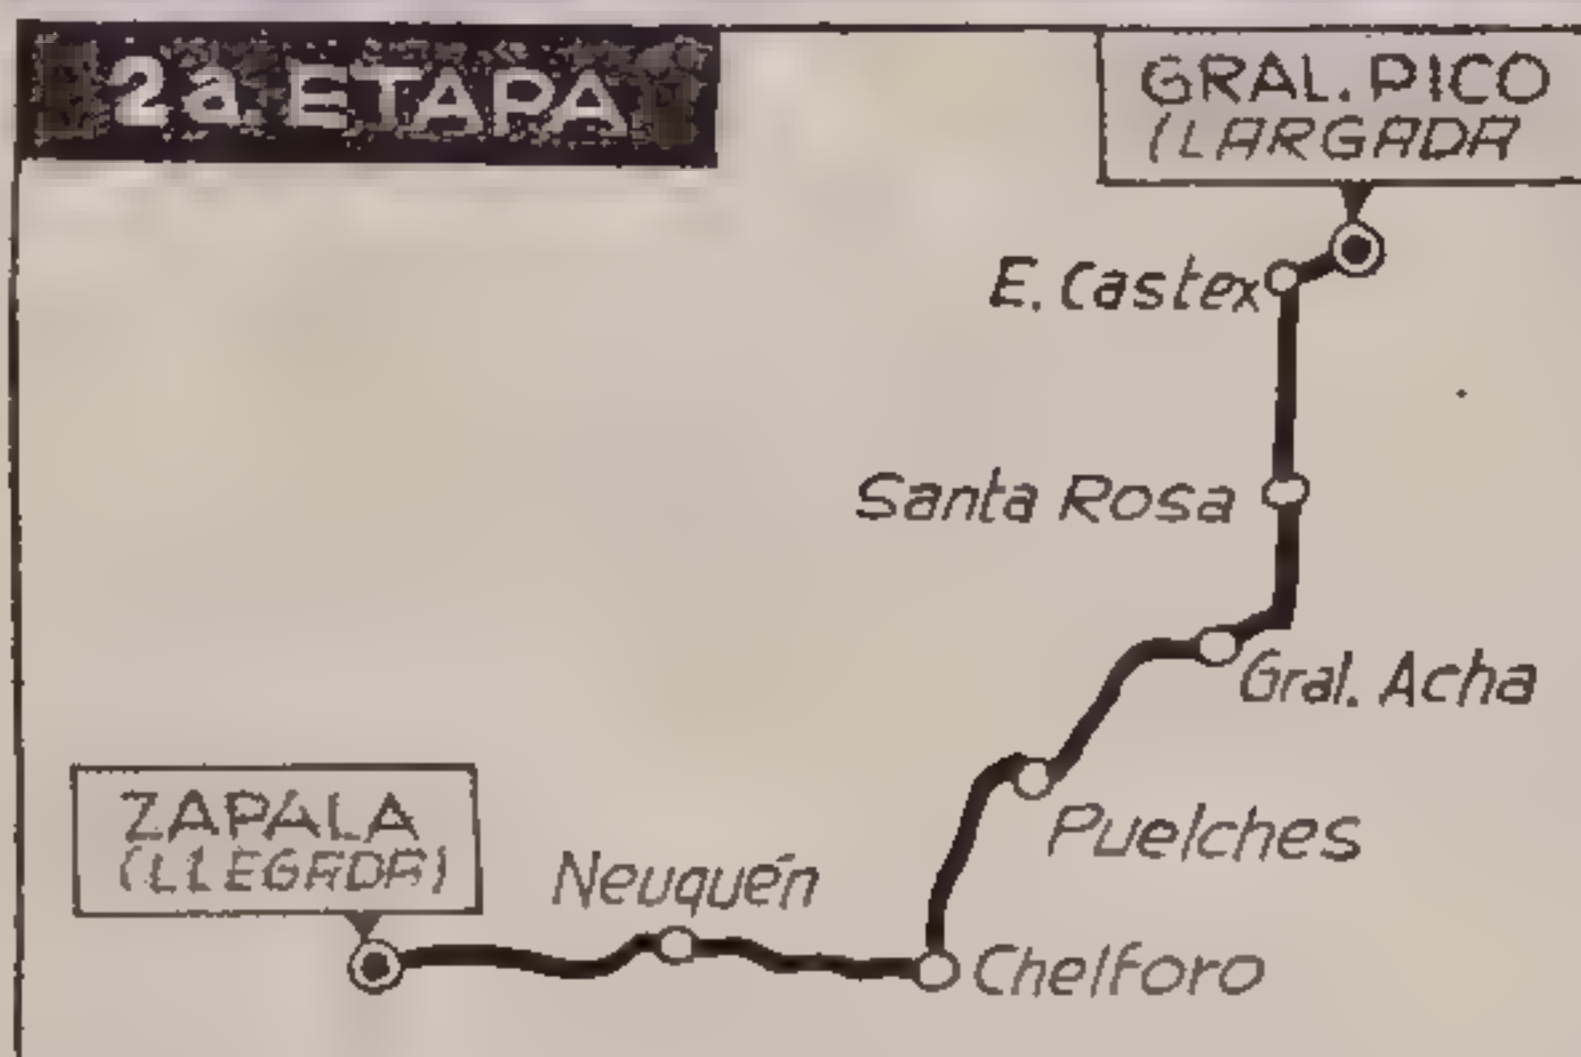 2a. ETAPA
GRAL. PICO
(LARGADA
E. Castex
Santa Rosa
Gral. Acha
Puelches
ZAPALA
(LLEGADA)
Neuquén
Chelforo